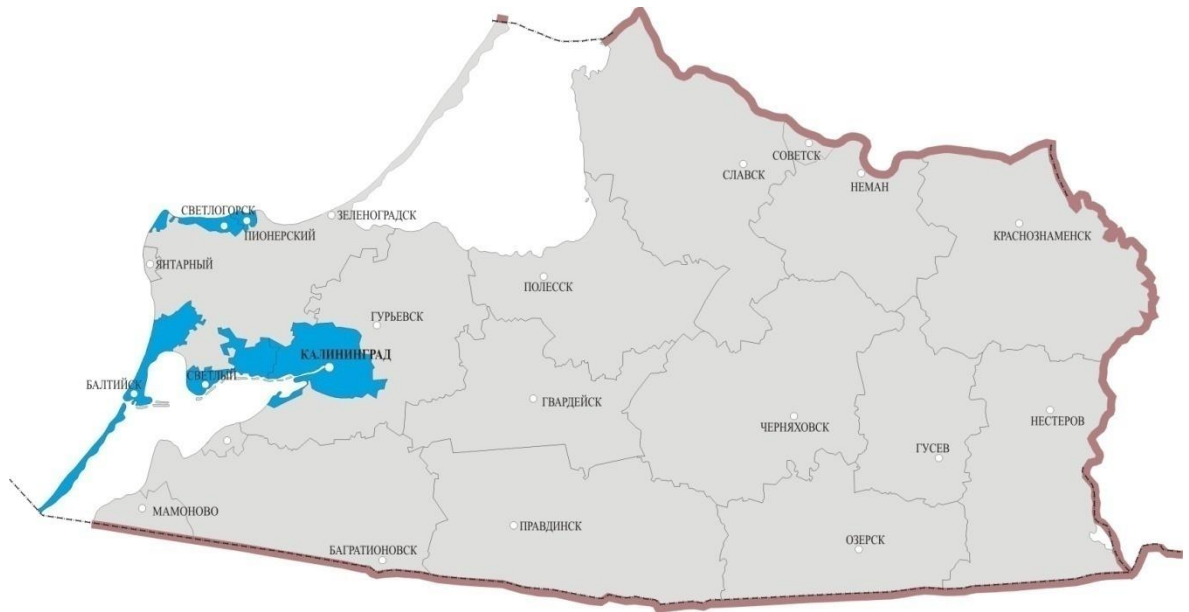 СОВЕТСК
СЛАВСК
НЕМАН
СВЕТЛОГОРСК
ЗЕЛЕНОГРАДСК
ПИОНЕРСКИЙ
КРАСНОЗНАМЕНСК
ЯНТАРНЫЙ
ПОЛЕССК
ГУРЬЕВСК
КАЛИНИНГРАД
СВЕТЛЫЙ
БАЛТИЙСК
ГВАРДЕЙСК
НЕСТЕРОВ
ЧЕРНЯХОВСК
ГУСЕВ
МАМОНОВО
ПРАВДИНСК
ОЗЕРСК
БАГРАТИОНОВСК